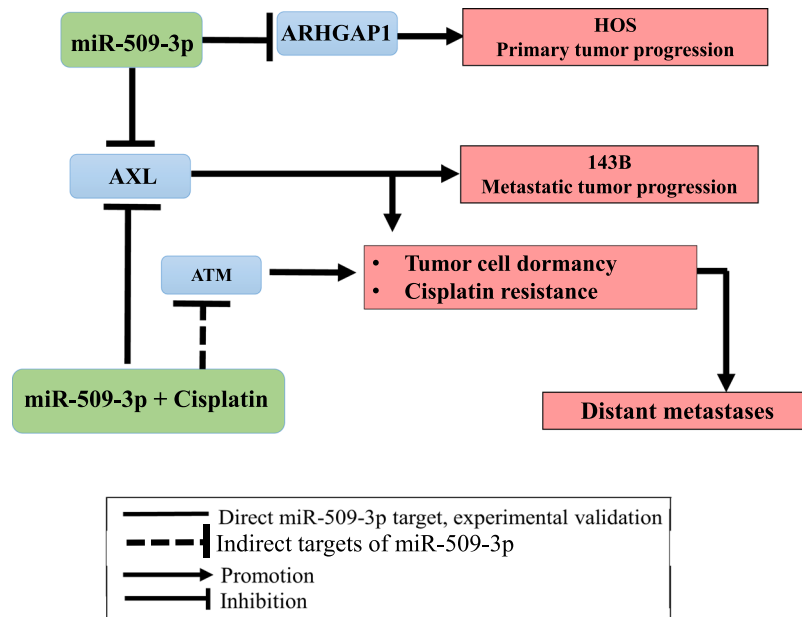 miR-509-3p
ARHGAP1
HOS
Primary tumor progression
AXL
143B
Metastatic tumor progression
ATM
• Tumor cell dormancy
• Cisplatin resistance
miR-509-3p + Cisplatin
Distant metastases
Direct miR-509-3p target, experimental validation
Indirect targets of miR-509-3p
Promotion
Inhibition